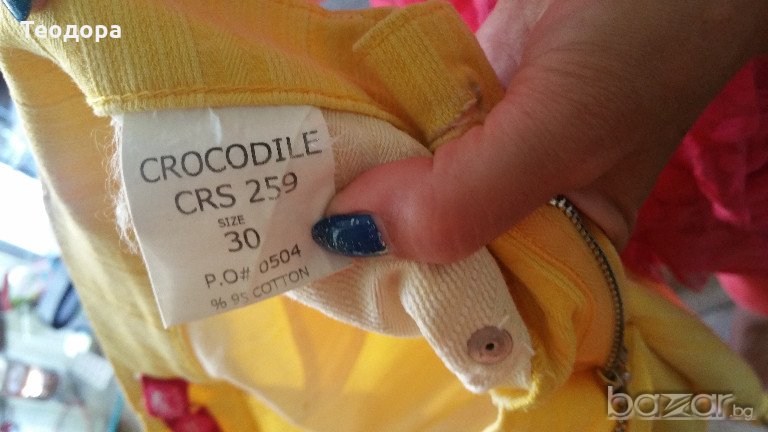 Теодора
CROCODILE
CRS 259
SIZE
30
P.O# 0504
% 95 COTTON
bazar.bg